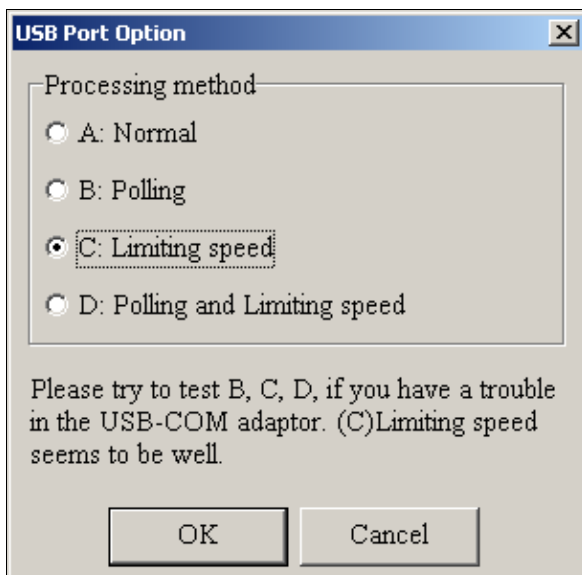 USB Port Option
Processing method
A: Normal
B: Polling
C: Limiting speed
D: Polling and Limiting speed
Please try to test B, C, D, if you have a trouble
in the USB-COM adaptor. (C)Limiting speed
seems to be well.
OK Cancel